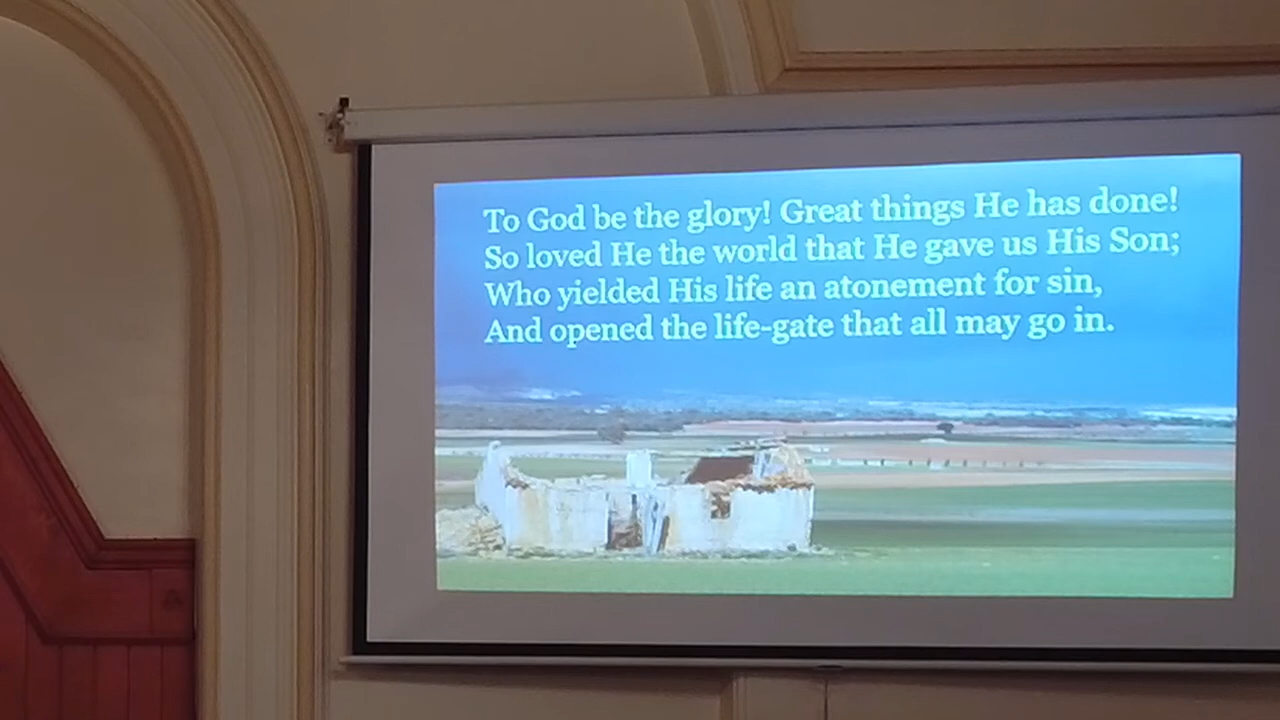 To God be the glory! Great things He has done!
So loved He the world that He gave us His Son;
Who yielded His life an atonement for sin,
And opened the life-gate that all may go in.